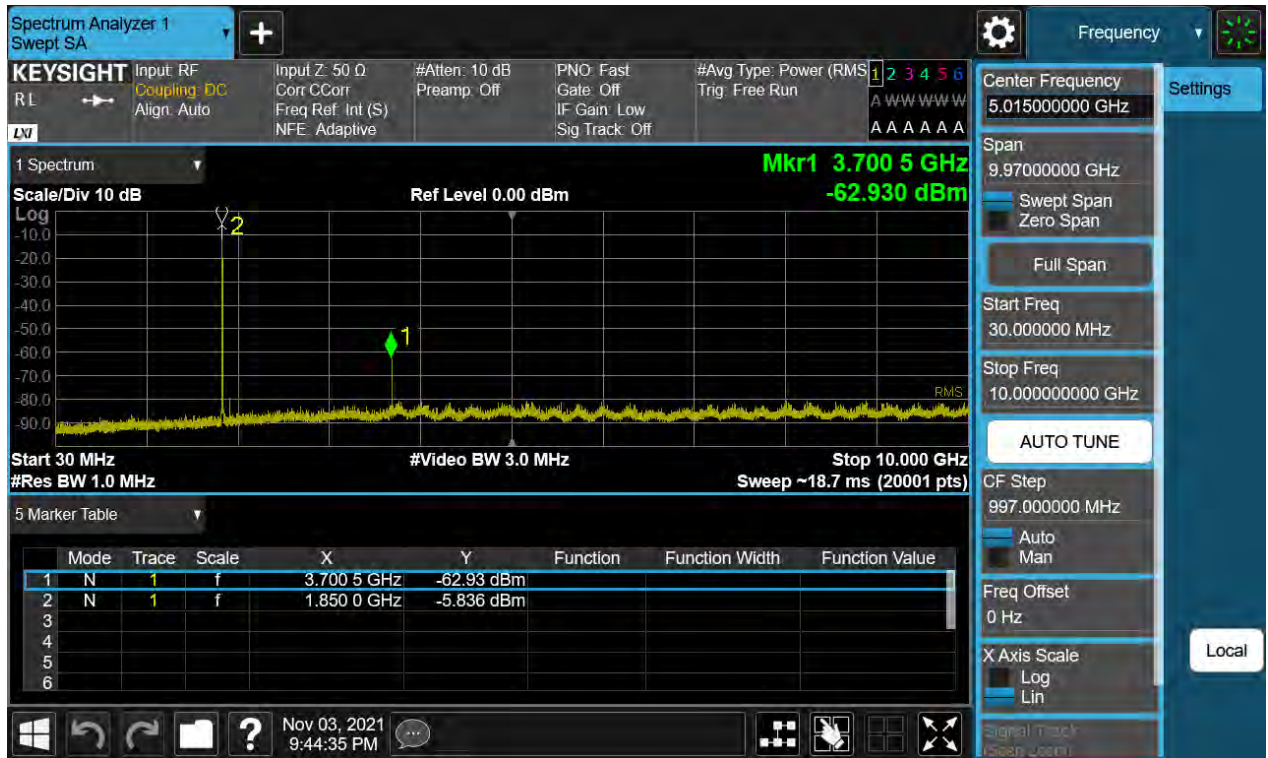 Spectrum Analyzer 1
Swept SA
+
Frequency
KEYSIGHT
RL
LXI
Input: RF
Coupling: DC
Align: Auto
Input Z: 50 Ω
Corr CCorr
Freq Ref: Int (S)
NFE: Adaptive
#Atten: 10 dB
Preamp: Off
PNO: Fast
Gate: Off
IF Gain: Low
Sig Track: Off
#Avg Type: Power (RMS
Trig: Free Run
1 2 3 4 5 6
A W W W W W
A A A A A A
1 Spectrum
Scale/Div 10 dB
Ref Level 0.00 dBm
Mkr1 3.700 5 GHz
-62.930 dBm
Log
-10.0
-20.0
-30.0
-40.0
-50.0
-60.0
-70.0
-80.0
-90.0
2
1
RMS
Start 30 MHz
#Video BW 3.0 MHz
Stop 10.000 GHz
#Res BW 1.0 MHz
Sweep ~18.7 ms (20001 pts)
5 Marker Table
Mode Trace Scale X Y Function Function Width Function Value
1 N 1 f 3.700 5 GHz -62.93 dBm
2 N 1 f 1.850 0 GHz -5.836 dBm
3
4
5
6
?
Nov 03, 2021
9:44:35 PM
Center Frequency
5.015000000 GHz
Settings
Span
9.97000000 GHz
Swept Span
Zero Span
Full Span
Start Freq
30.000000 MHz
Stop Freq
10.000000000 GHz
AUTO TUNE
CF Step
997.000000 MHz
Auto
Man
Freq Offset
0 Hz
X Axis Scale
Log
Lin
Local
Signal Track
(Span Zoom)